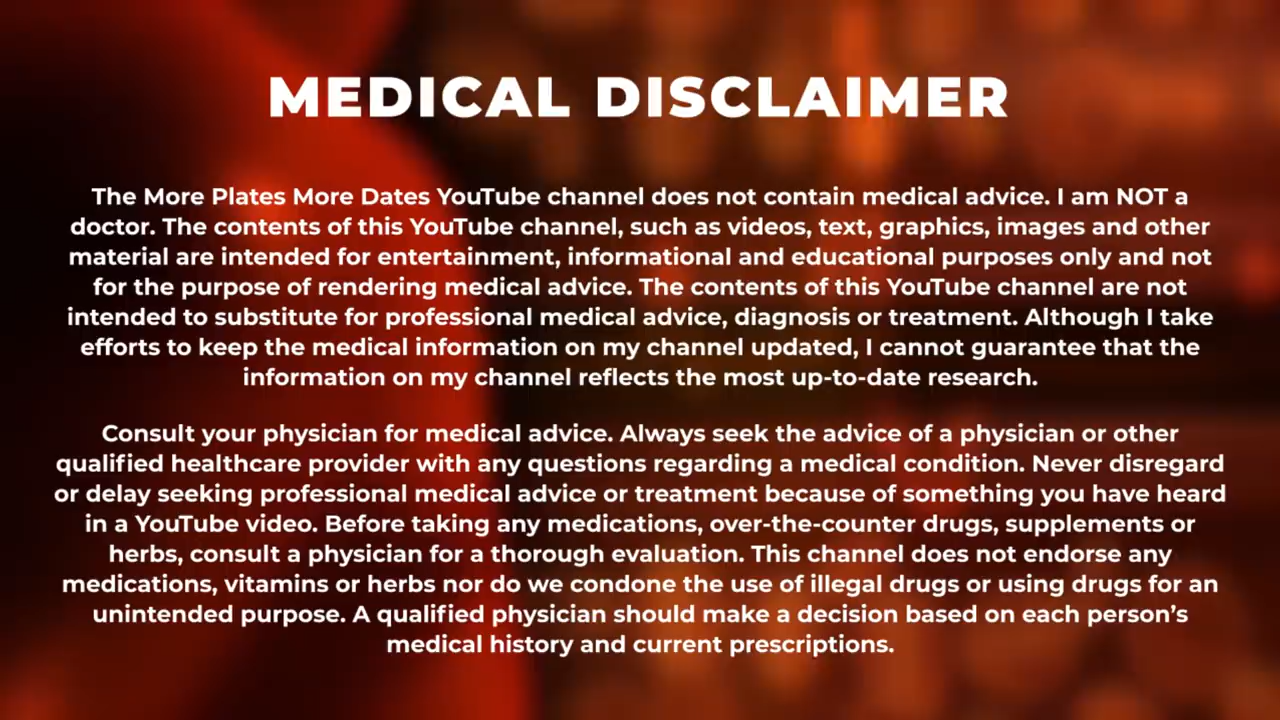 MEDICAL DISCLAIMER
The More Plates More Dates YouTube channel does not contain medical advice. I am NOT a
doctor. The contents of this YouTube channel, such as videos, text, graphics, images and other
material are intended for entertainment, informational and educational purposes only and not
for the purpose of rendering medical advice. The contents of this YouTube channel are not
intended to substitute for professional medical advice, diagnosis or treatment. Although I take
efforts to keep the medical information on my channel updated, I cannot guarantee that the
information on my channel reflects the most up-to-date research.
Consult your physician for medical advice. Always seek the advice of a physician or other
qualified healthcare provider with any questions regarding a medical condition. Never disregard
or delay seeking professional medical advice or treatment because of something you have heard
in a YouTube video. Before taking any medications, over-the-counter drugs, supplements or
herbs, consult a physician for a thorough evaluation. This channel does not endorse any
medications, vitamins or herbs nor do we condone the use of illegal drugs or using drugs for an
unintended purpose. A qualified physician should make a decision based on each person’s
medical history and current prescriptions.